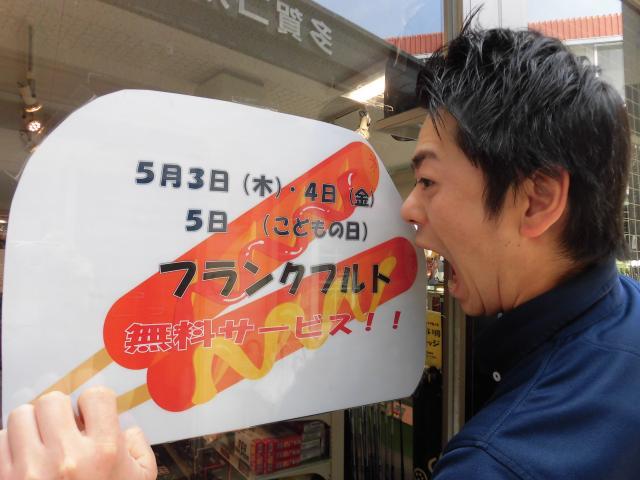 5月3日(木)・4日(金)
5日 (こどもの日)
フランクフルト
無料サービス!!